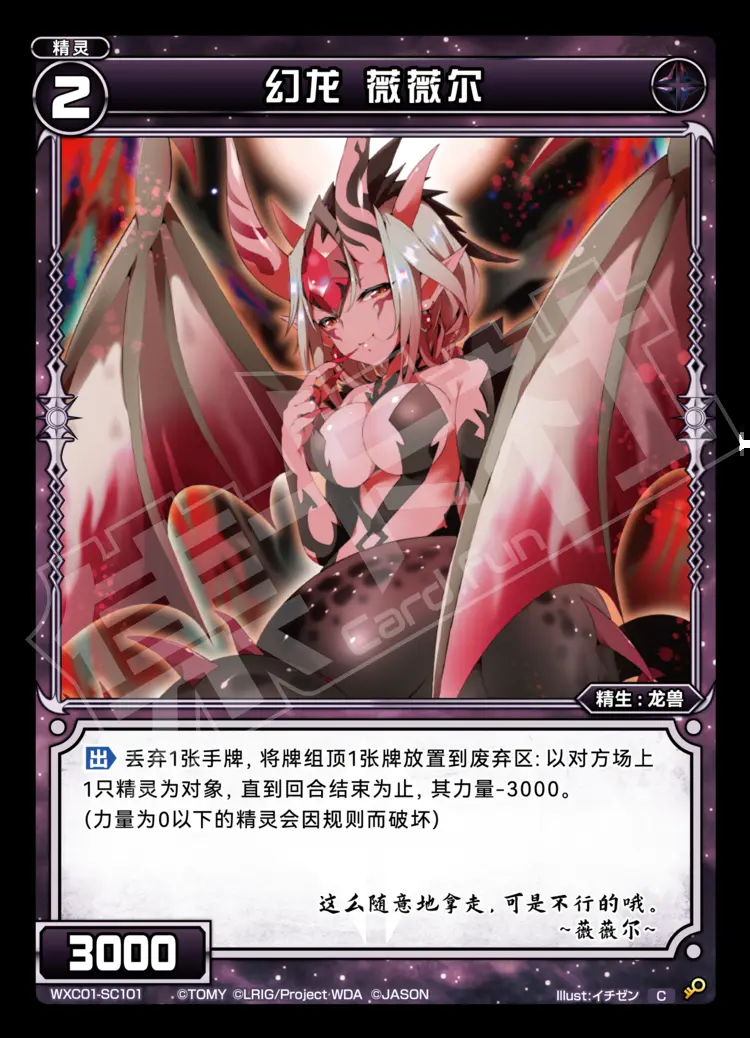 精灵
2
幻龙 薇薇尔
集卡社
Card.Fun
精生:龙兽
出 丢弃1张手牌, 将牌组顶1张牌放置到废弃区: 以对方场上
1只精灵为对象, 直到回合结束为止, 其力量-3000。
(力量为0以下的精灵会因规则而破坏)
这么随意地拿走, 可是不行的哦。
~薇薇尔~
3000
WXC01-SC101 ©TOMY ©LRIG/Project WDA ©JASON Illust:イチゼン C